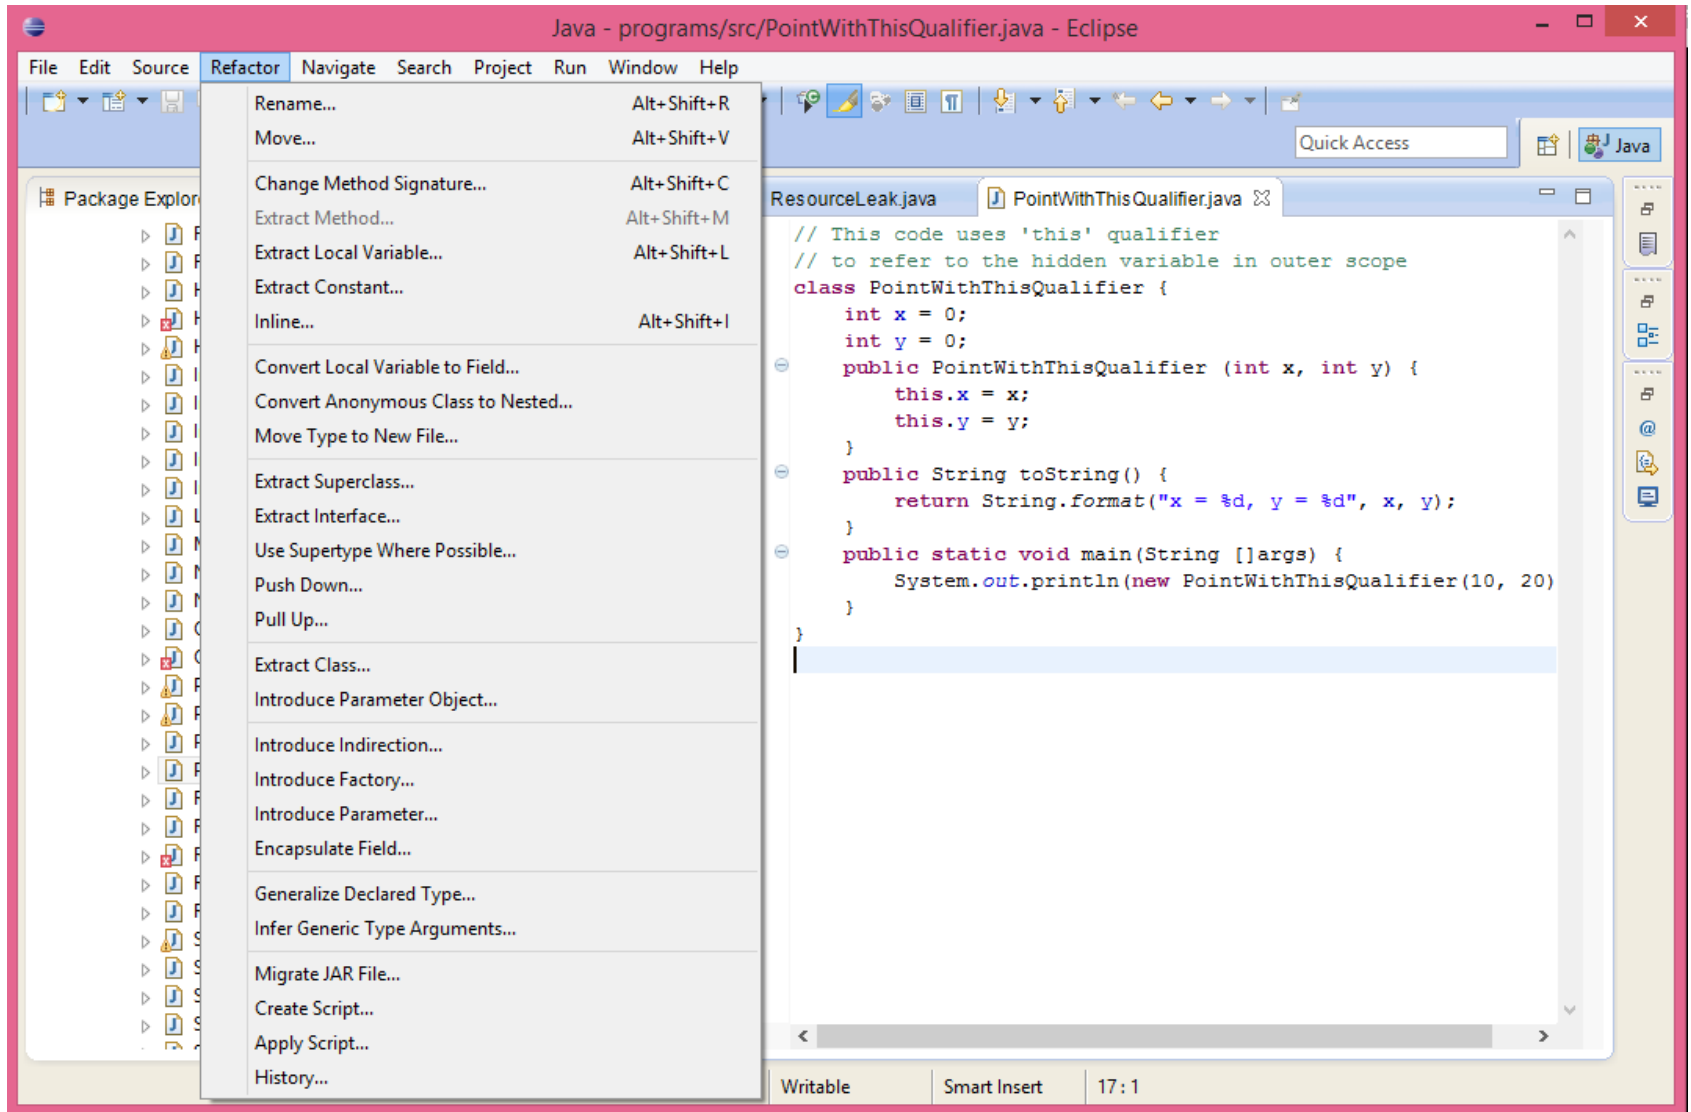 Java - programs/src/PointWithThisQualifier.java - Eclipse
File Edit Source Refactor Navigate Search Project Run Window Help
Quick Access
Java
Package Explor
Rename... Alt+Shift+R
Move... Alt+Shift+V
Change Method Signature... Alt+Shift+C
Extract Method... Alt+Shift+M
Extract Local Variable... Alt+Shift+L
Extract Constant...
Inline... Alt+Shift+I
Convert Local Variable to Field...
Convert Anonymous Class to Nested...
Move Type to New File...
Extract Superclass...
Extract Interface...
Use Supertype Where Possible...
Push Down...
Pull Up...
Extract Class...
Introduce Parameter Object...
Introduce Indirection...
Introduce Factory...
Introduce Parameter...
Encapsulate Field...
Generalize Declared Type...
Infer Generic Type Arguments...
Migrate JAR File...
Create Script...
Apply Script...
History...
ResourceLeak.java PointWithThisQualifier.java
// This code uses 'this' qualifier
// to refer to the hidden variable in outer scope
class PointWithThisQualifier {
int x = 0;
int y = 0;
public PointWithThisQualifier (int x, int y) {
this.x = x;
this.y = y;
}
public String toString() {
return String.format("x = %d, y = %d", x, y);
}
public static void main(String []args) {
System.out.println(new PointWithThisQualifier(10, 20)
}
}
Writable Smart Insert 17 : 1